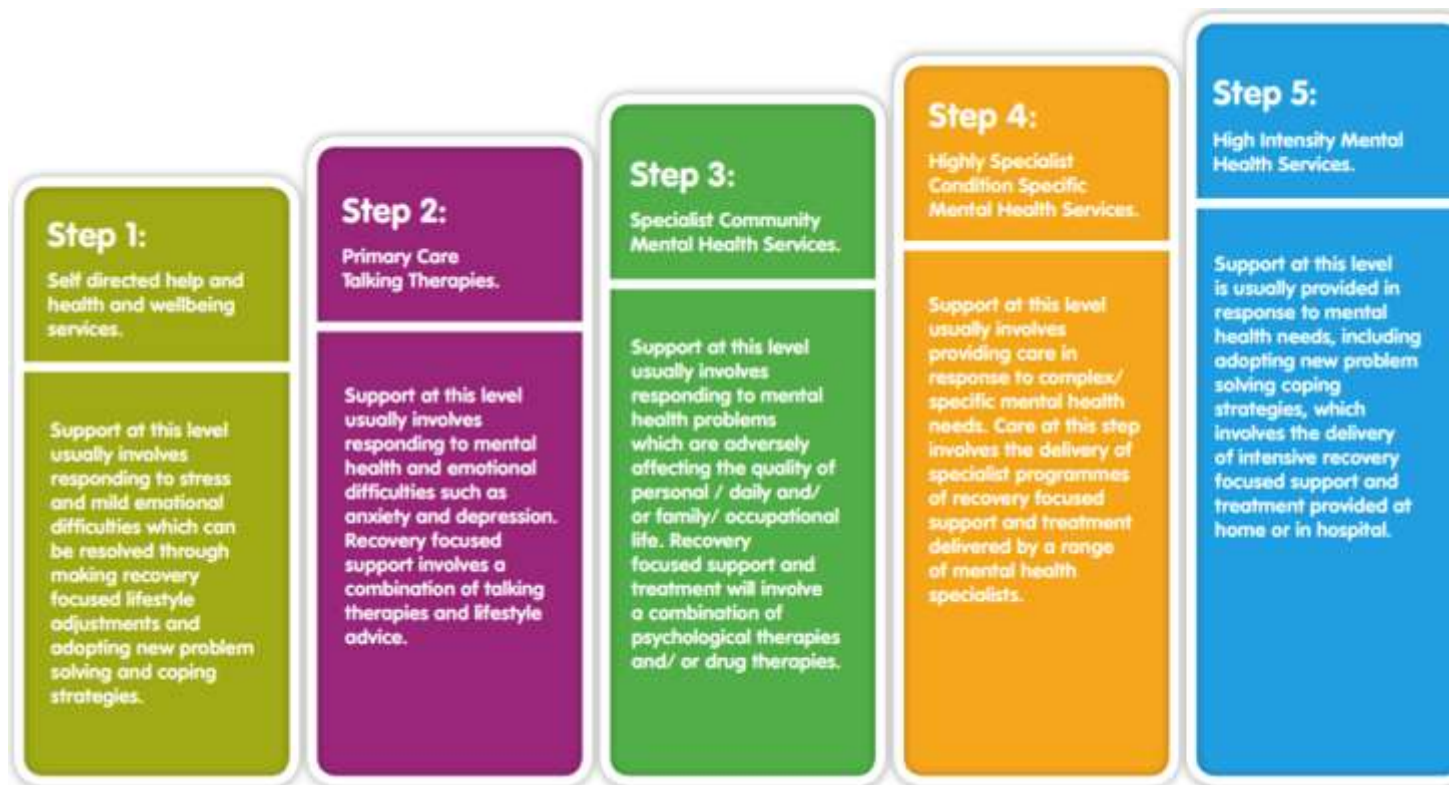 Step 1:
Self directed help and
health and wellbeing
services.
Support at this level
usually involves
responding to stress
and mild emotional
difficulties which can
be resolved through
making recovery
focused lifestyle
adjustments and
adopting new problem
solving and coping
strategies.
Step 2:
Primary Care
Talking Therapies.
Support at this level
usually involves
responding to mental
health and emotional
difficulties such as
anxiety and depression.
Recovery focused
support involves a
combination of talking
therapies and lifestyle
advice.
Step 3:
Specialist Community
Mental Health Services.
Support at this level
usually involves
responding to mental
health problems
which are adversely
affecting the quality of
personal / daily and/
or family/ occupational
life. Recovery
focused support and
treatment will involve
a combination of
psychological therapies
and/ or drug therapies.
Step 4:
Highly Specialist
Condition Specific
Mental Health Services.
Support at this level
usually involves
providing care in
response to complex/
specific mental health
needs. Care at this step
involves the delivery of
specialist programmes
of recovery focused
support and treatment
delivered by a range
of mental health
specialists.
Step 5:
High Intensity Mental
Health Services.
Support at this level
is usually provided in
response to mental
health needs, including
adopting new problem
solving coping
strategies, which
involves the delivery
of intensive recovery
focused support and
treatment provided at
home or in hospital.